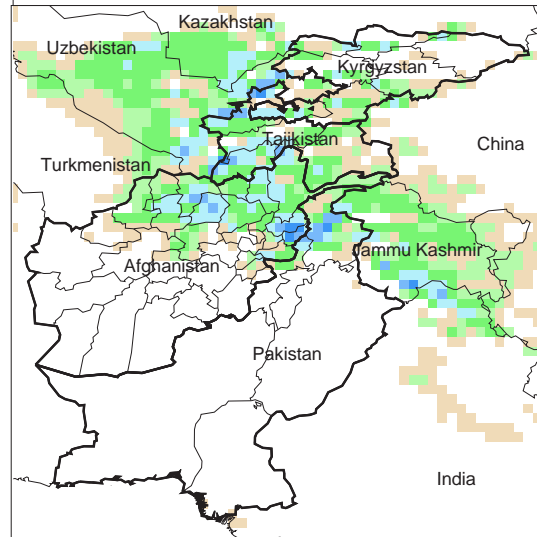 Kazakhstan
Uzbekistan
Kyrgyzstan
Tajikistan
China
Turkmenistan
Jammu Kashmir
Afghanistan
Pakistan
India